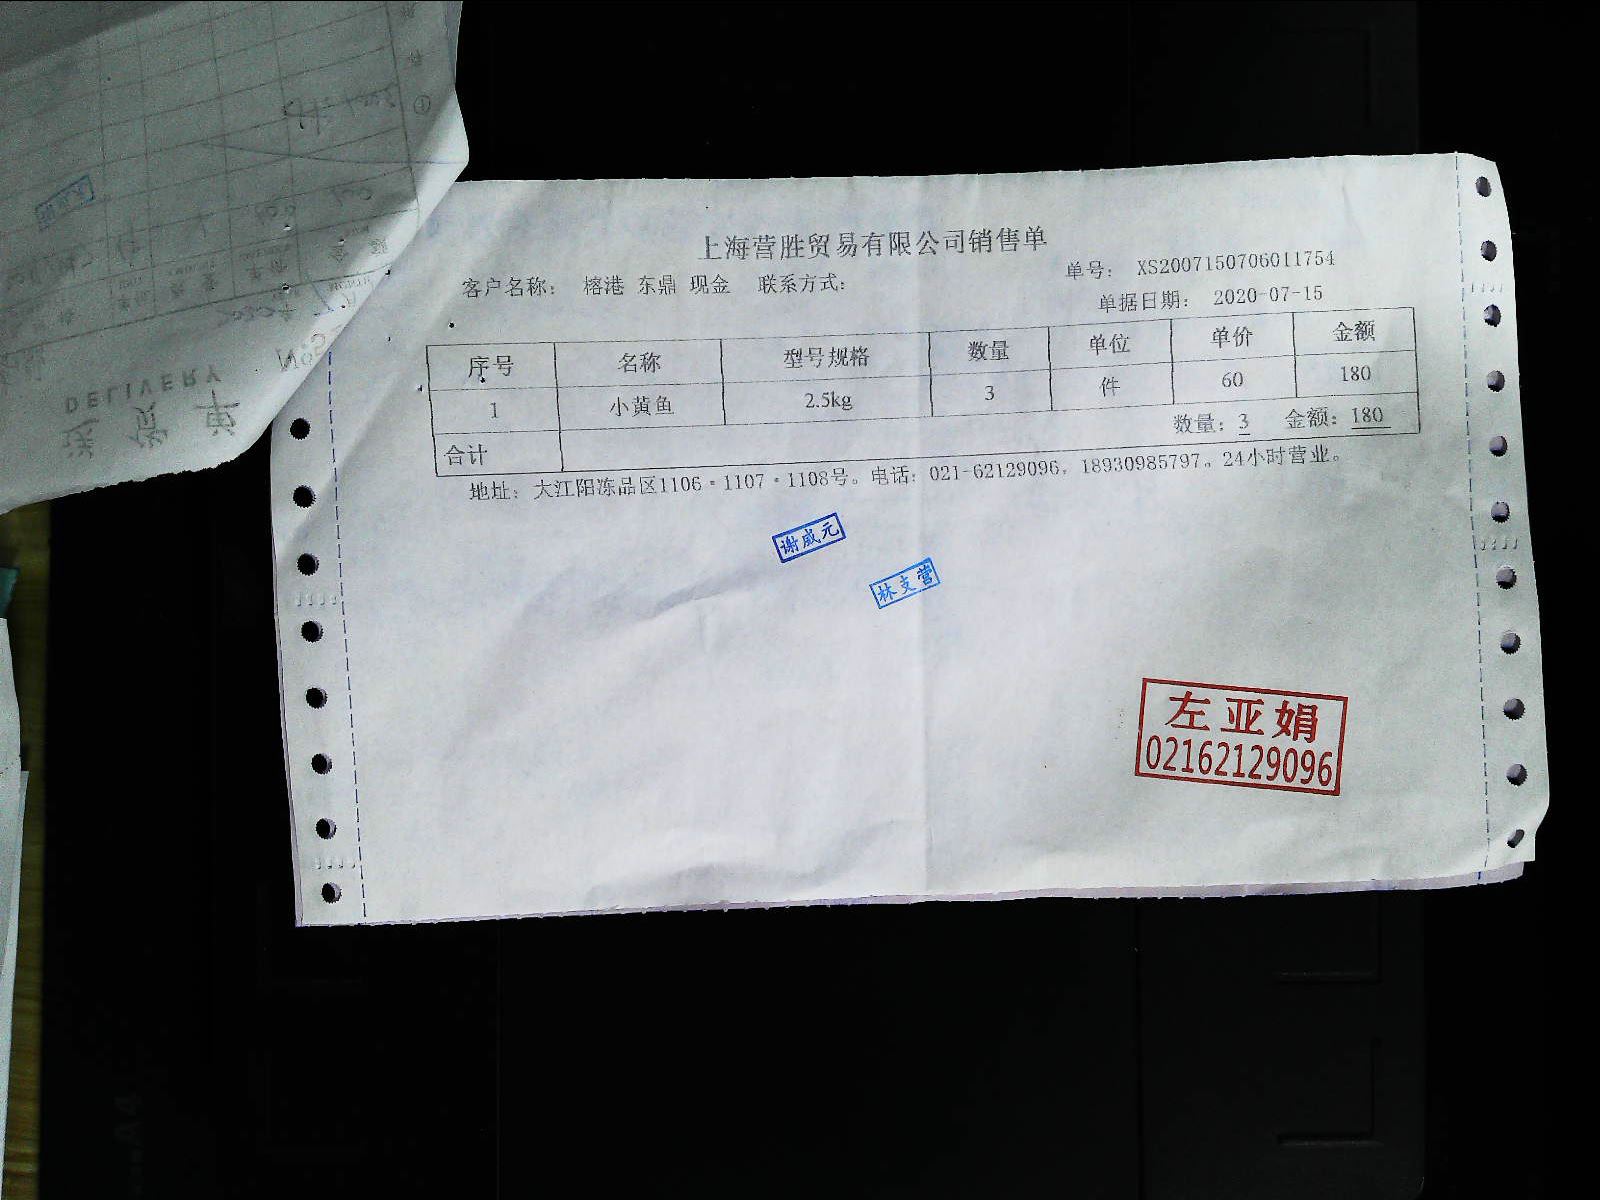 上海营胜贸易有限公司销售单
单号: XS2007150706011754
客户名称: 榕港 东鼎 现金 联系方式:
单据日期: 2020-07-15
序号 名称 型号规格 数量 单位 单价 金额
1 小黄鱼 2.5kg 3 件 60 180
合计 数量: 3 金额: 180
地址: 大江阳冻品区1106·1107·1108号。电话: 021-62129096, 18930985797。24小时营业。
谢威元
林支营
左亚娟
02162129096
送货单
DELIVERY